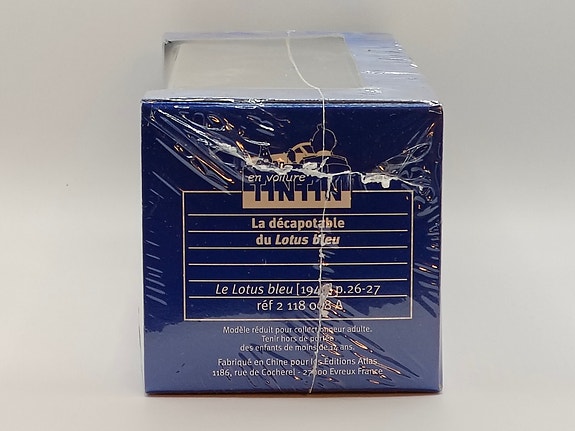 en voiture
TINTIN
La décapotable
du Lotus bleu
Le Lotus bleu p.26-27
réf 2 118 008 A
Modèle réduit pour collectionneur adulte.
Tenir hors de portée
des enfants de moins de 14 ans.
Fabriqué en Chine pour les Éditions Atlas
1186, rue de Cocherel - 27000 Evreux France